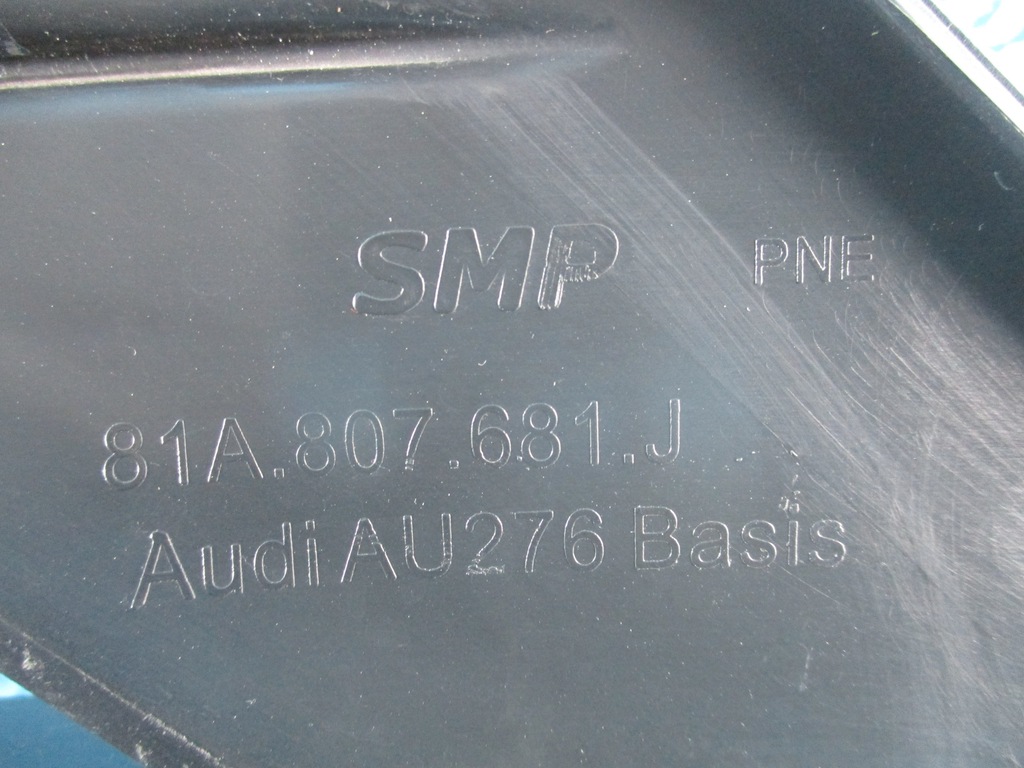 SMP PNE
81A.807.681.J
Audi AU276 Basis